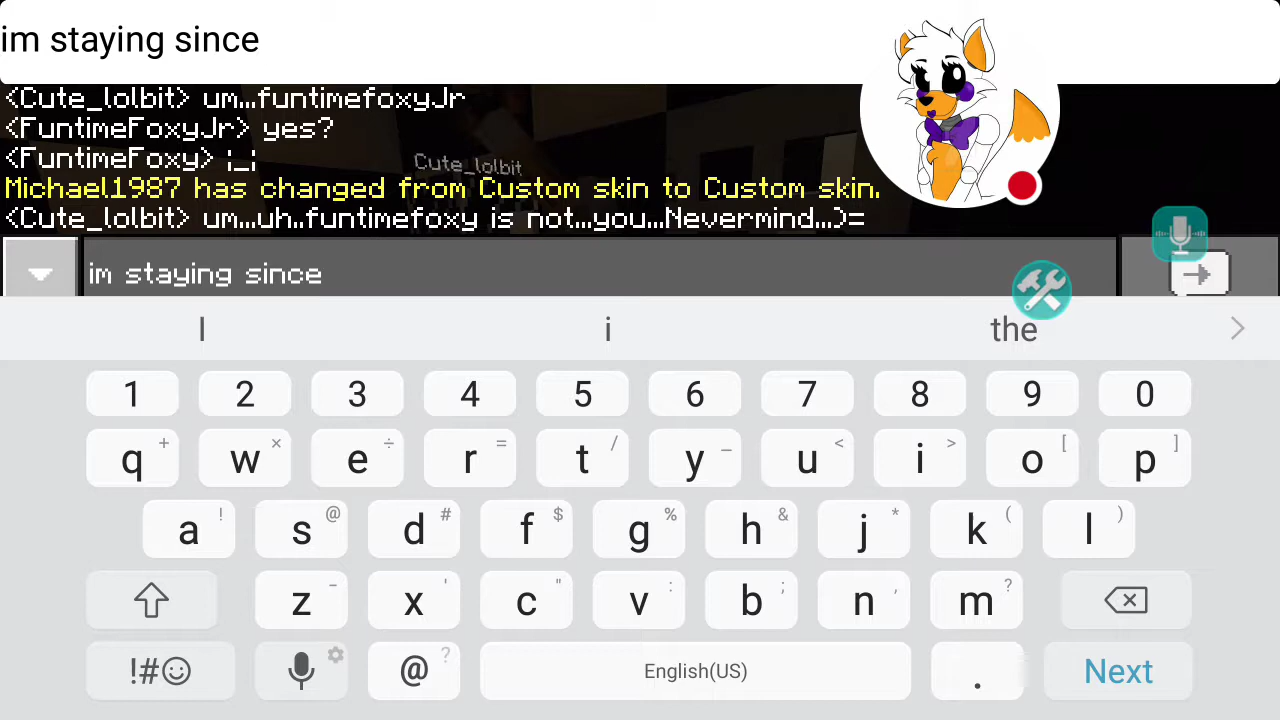 im staying since
<Cute_lolbit> um...funtimefoxyJr
<FuntimeFoxyJr> yes?
<FuntimeFoxy> ;_;
Cute_lolbit
Michael1987 has changed from Custom skin to Custom skin.
<Cute_lolbit> um...uh..funtimefoxy is not...you...Nevermind...)=
im staying since
I i the
1 2 3 4 5 6 7 8 9 0
q + w × e ÷ r = t / y _ u < i > o [ p ]
a ! s @ d # f $ g % h & j * k ( l )
z - x ' c " v : b ; n , m ?
!#☺ @ ? English(US) . Next